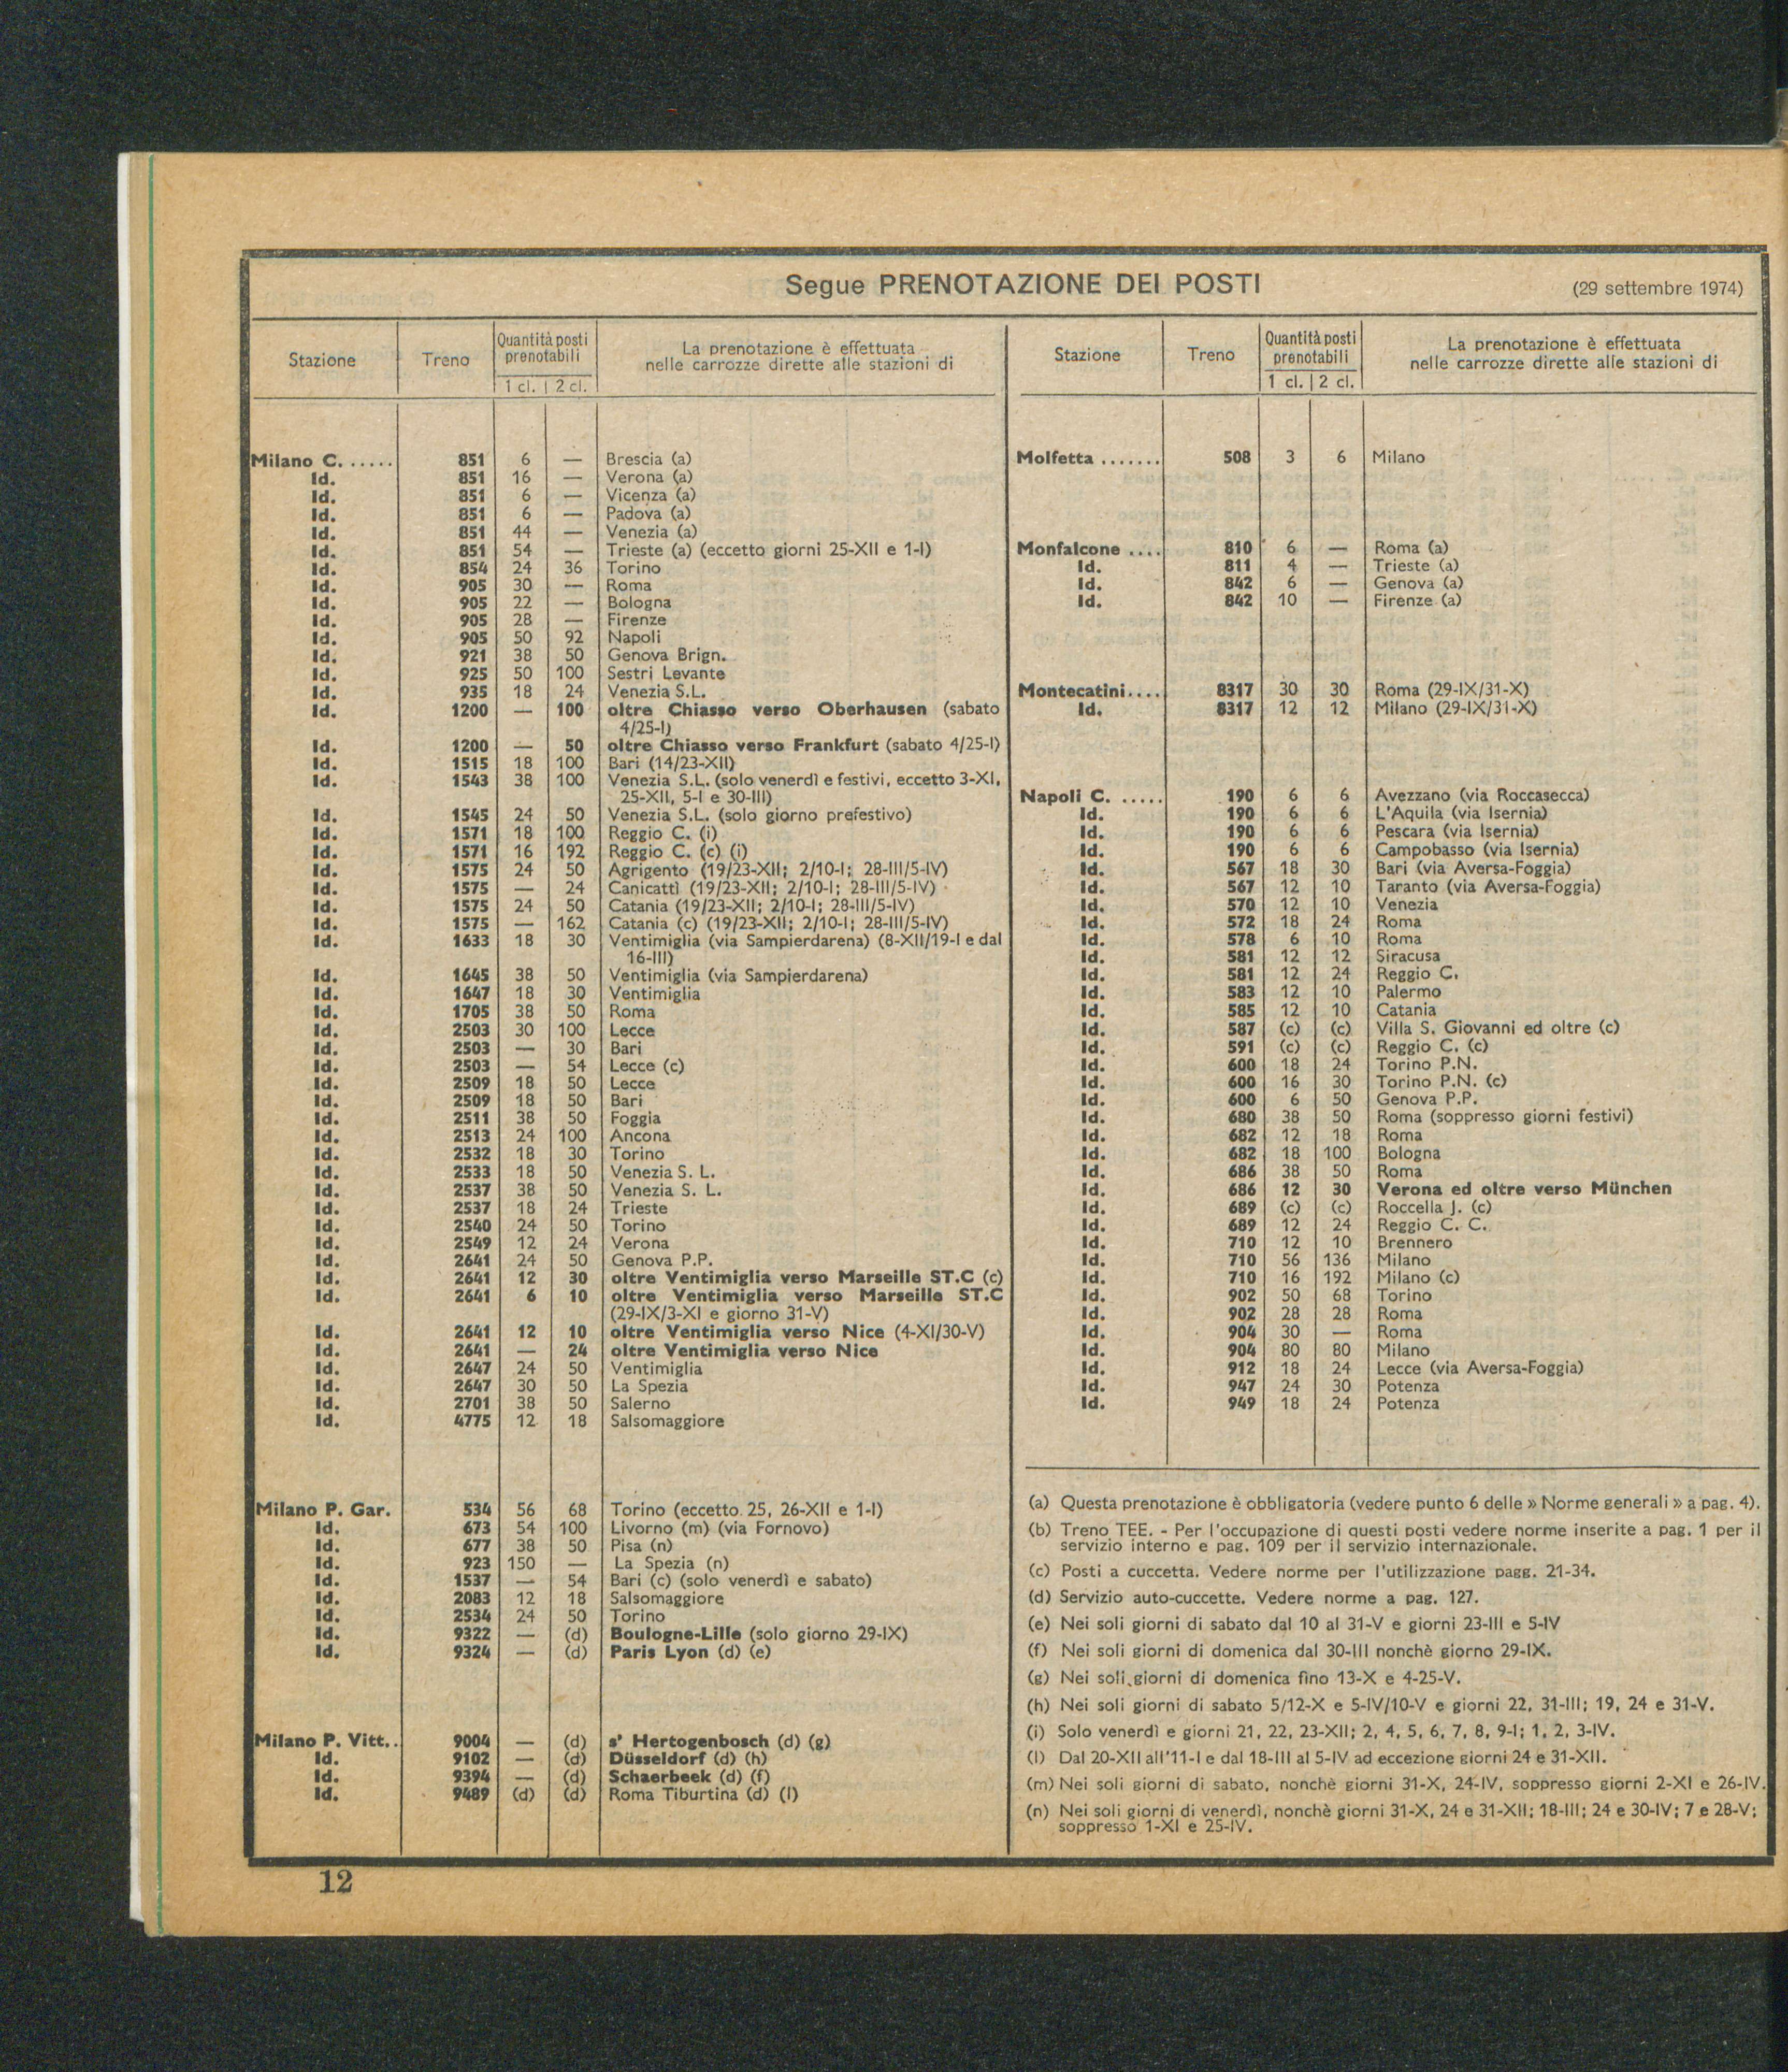 Segue PRENOTAZIONE DEI POSTI (29 settembre 1974)
Stazione Treno Quantità posti prenotabili 1 cl. 2 cl. La prenotazione è effettuata nelle carrozze dirette alle stazioni di
Milano C. ...... 851 6 — Brescia (a)
Id. 851 16 — Verona (a)
Id. 851 6 — Vicenza (a)
Id. 851 6 — Padova (a)
Id. 851 44 — Venezia (a)
Id. 851 54 — Trieste (a) (eccetto giorni 25-XII e 1-I)
Id. 854 24 36 Torino
Id. 905 30 — Roma
Id. 905 22 — Bologna
Id. 905 28 — Firenze
Id. 905 50 92 Napoli
Id. 921 38 50 Genova Brign.
Id. 925 50 100 Sestri Levante
Id. 935 18 24 Venezia S.L.
Id. 1200 — 100 oltre Chiasso verso Oberhausen (sabato
4/25-I)
Id. 1200 — 50 oltre Chiasso verso Frankfurt (sabato 4/25-I)
Id. 1515 18 100 Bari (14/23-XII)
Id. 1543 38 100 Venezia S.L. (solo venerdì e festivi, eccetto 3-XI,
25-XII, 5-I e 30-III)
Id. 1545 24 50 Venezia S.L. (solo giorno prefestivo)
Id. 1571 18 100 Reggio C. (i)
Id. 1571 16 192 Reggio C. (c) (i)
Id. 1575 24 50 Agrigento (19/23-XII; 2/10-I; 28-III/5-IV)
Id. 1575 — 24 Canicattì (19/23-XII; 2/10-I; 28-III/5-IV)
Id. 1575 24 50 Catania (19/23-XII; 2/10-I; 28-III/5-IV)
Id. 1575 — 162 Catania (c) (19/23-XII; 2/10-I; 28-III/5-IV)
Id. 1633 18 30 Ventimiglia (via Sampierdarena) (8-XII/19-I e dal
16-III)
Id. 1645 38 50 Ventimiglia (via Sampierdarena)
Id. 1647 18 30 Ventimiglia
Id. 1705 38 50 Roma
Id. 2503 30 100 Lecce
Id. 2503 — 30 Bari
Id. 2503 — 54 Lecce (c)
Id. 2509 18 50 Lecce
Id. 2509 18 50 Bari
Id. 2511 38 50 Foggia
Id. 2513 24 100 Ancona
Id. 2532 18 30 Torino
Id. 2533 18 50 Venezia S. L.
Id. 2537 38 50 Venezia S. L.
Id. 2537 18 24 Trieste
Id. 2540 24 50 Torino
Id. 2549 12 24 Verona
Id. 2641 24 50 Genova P.P.
Id. 2641 12 30 oltre Ventimiglia verso Marseille ST.C (c)
Id. 2641 6 10 oltre Ventimiglia verso Marseille ST.C
(29-IX/3-XI e giorno 31-V)
Id. 2641 12 10 oltre Ventimiglia verso Nice (4-XI/30-V)
Id. 2641 — 24 oltre Ventimiglia verso Nice
Id. 2647 24 50 Ventimiglia
Id. 2647 30 50 La Spezia
Id. 2701 38 50 Salerno
Id. 4775 12 18 Salsomaggiore
Milano P. Gar. 534 56 68 Torino (eccetto 25, 26-XII e 1-I)
Id. 673 54 100 Livorno (m) (via Fornovo)
Id. 677 38 50 Pisa (n)
Id. 923 150 — La Spezia (n)
Id. 1537 — 54 Bari (c) (solo venerdì e sabato)
Id. 2083 12 18 Salsomaggiore
Id. 2534 24 50 Torino
Id. 9322 — (d) Boulogne-Lille (solo giorno 29-IX)
Id. 9324 — (d) Paris Lyon (d) (e)
Milano P. Vitt.. 9004 — (d) s' Hertogenbosch (d) (g)
Id. 9102 — (d) Düsseldorf (d) (h)
Id. 9394 — (d) Schaerbeek (d) (f)
Id. 9489 (d) (d) Roma Tiburtina (d) (l)
Stazione Treno Quantità posti prenotabili 1 cl. 2 cl. La prenotazione è effettuata nelle carrozze dirette alle stazioni di
Molfetta ....... 508 3 6 Milano
Monfalcone .... 810 6 — Roma (a)
Id. 811 4 — Trieste (a)
Id. 842 6 — Genova (a)
Id. 842 10 — Firenze (a)
Montecatini.... 8317 30 30 Roma (29-IX/31-X)
Id. 8317 12 12 Milano (29-IX/31-X)
Napoli C. ..... 190 6 6 Avezzano (via Roccasecca)
Id. 190 6 6 L'Aquila (via Isernia)
Id. 190 6 6 Pescara (via Isernia)
Id. 190 6 6 Campobasso (via Isernia)
Id. 567 18 30 Bari (via Aversa-Foggia)
Id. 567 12 10 Taranto (via Aversa-Foggia)
Id. 570 12 10 Venezia
Id. 572 18 24 Roma
Id. 578 6 10 Roma
Id. 581 12 12 Siracusa
Id. 581 12 24 Reggio C.
Id. 583 12 10 Palermo
Id. 585 12 10 Catania
Id. 587 (c) (c) Villa S. Giovanni ed oltre (c)
Id. 591 (c) (c) Reggio C. (c)
Id. 600 18 24 Torino P.N.
Id. 600 16 30 Torino P.N. (c)
Id. 600 6 50 Genova P.P.
Id. 680 38 50 Roma (soppresso giorni festivi)
Id. 682 12 18 Roma
Id. 682 18 100 Bologna
Id. 686 38 50 Roma
Id. 686 12 30 Verona ed oltre verso München
Id. 689 (c) (c) Roccella J. (c)
Id. 689 12 24 Reggio C. C.
Id. 710 12 10 Brennero
Id. 710 56 136 Milano
Id. 710 16 192 Milano (c)
Id. 902 50 68 Torino
Id. 902 28 28 Roma
Id. 904 30 — Roma
Id. 904 80 80 Milano
Id. 912 18 24 Lecce (via Aversa-Foggia)
Id. 947 24 30 Potenza
Id. 949 18 24 Potenza
(a) Questa prenotazione è obbligatoria (vedere punto 6 delle » Norme generali » a pag. 4).
(b) Treno TEE. - Per l'occupazione di questi posti vedere norme inserite a pag. 1 per il
servizio interno e pag. 109 per il servizio internazionale.
(c) Posti a cuccetta. Vedere norme per l'utilizzazione pagg. 21-34.
(d) Servizio auto-cuccette. Vedere norme a pag. 127.
(e) Nei soli giorni di sabato dal 10 al 31-V e giorni 23-III e 5-IV
(f) Nei soli giorni di domenica dal 30-III nonchè giorno 29-IX.
(g) Nei soli giorni di domenica fino 13-X e 4-25-V.
(h) Nei soli giorni di sabato 5/12-X e 5-IV/10-V e giorni 22, 31-III; 19, 24 e 31-V.
(i) Solo venerdì e giorni 21, 22, 23-XII; 2, 4, 5, 6, 7, 8, 9-I; 1, 2, 3-IV.
(l) Dal 20-XII all'11-I e dal 18-III al 5-IV ad eccezione giorni 24 e 31-XII.
(m) Nei soli giorni di sabato, nonchè giorni 31-X, 24-IV, soppresso giorni 2-XI e 26-IV.
(n) Nei soli giorni di venerdì, nonchè giorni 31-X, 24 e 31-XII; 18-III; 24 e 30-IV; 7 e 28-V;
soppresso 1-XI e 25-IV.
12